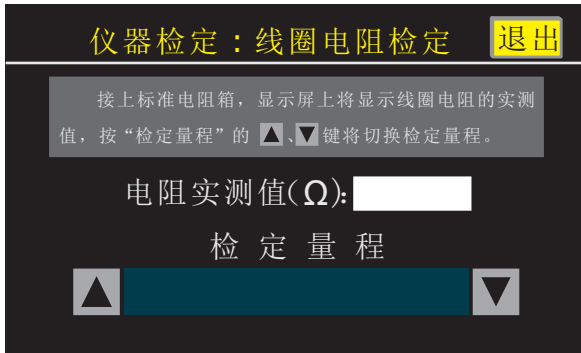 仪器检定：线圈电阻检定 退出
接上标准电阻箱，显示屏上将显示线圈电阻的实测
值，按“检定量程”的 ▲、▼ 键将切换检定量程。
电阻实测值(Ω):
检定量程
▲ ▼